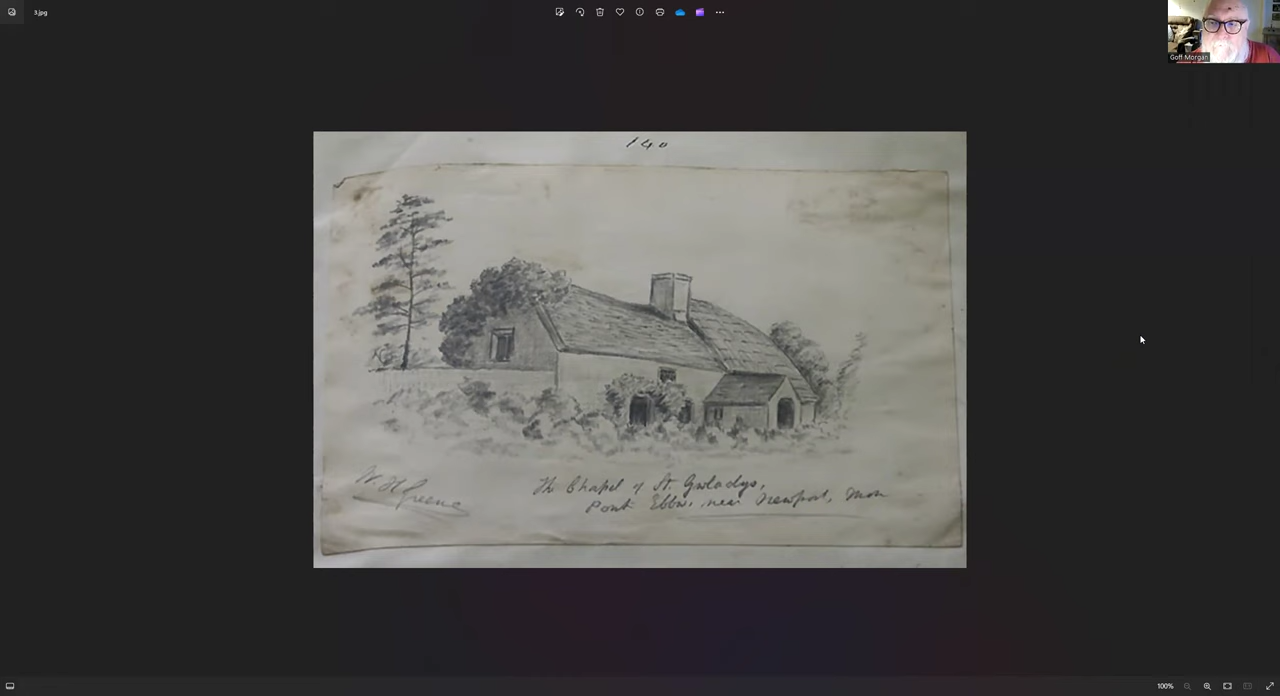 3.jpg
Goff Morgan
140
W H Greene
The Chapel of St. Gwladys,
Pont Ebbw, near Newport, Mon
100%